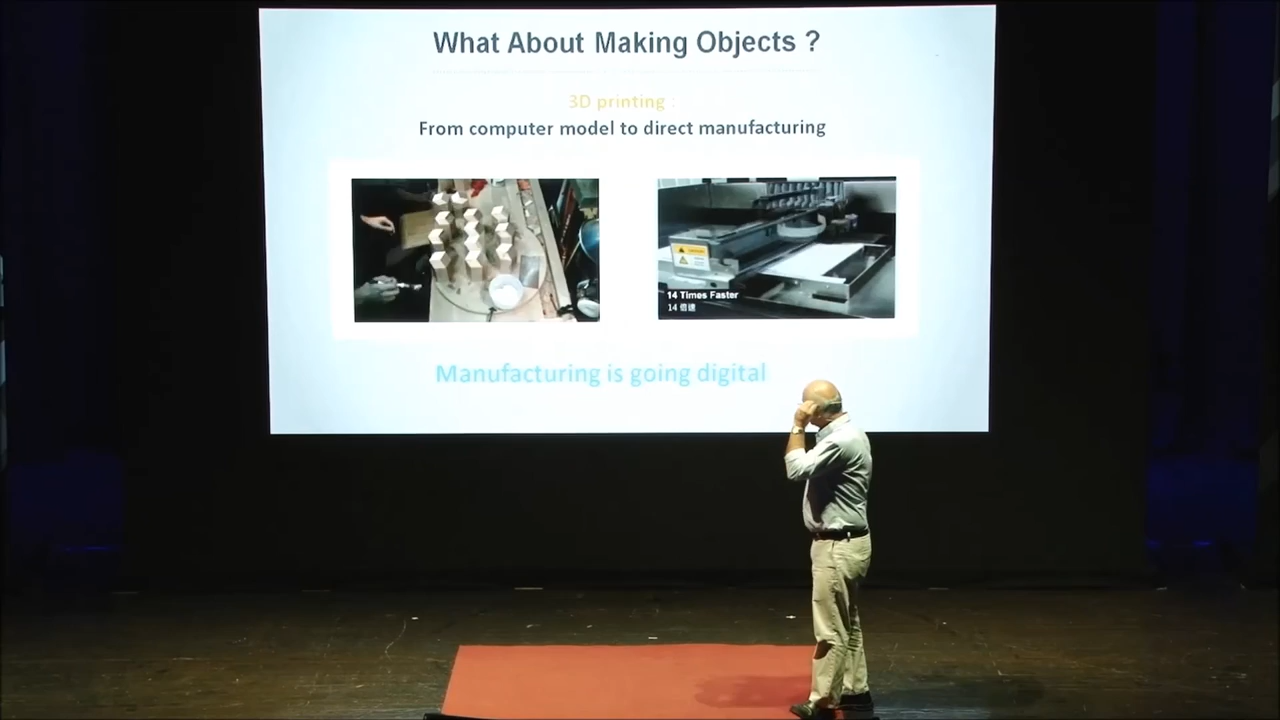 What About Making Objects ?
3D printing :
From computer model to direct manufacturing
14 Times Faster
14 倍速
Manufacturing is going digital